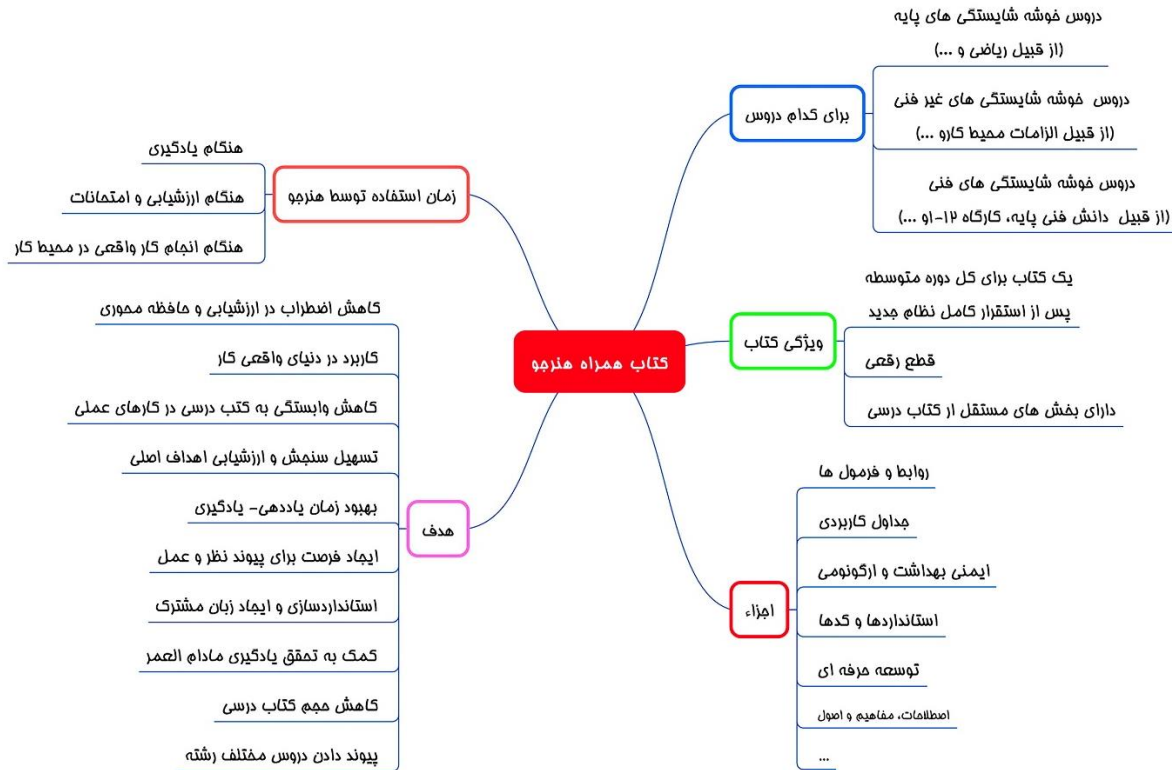 کتاب همراه هنرجو
برای کدام دروس
دروس خوشه شایستگی های پایه
(از قبیل ریاضی و ...)
دروس خوشه شایستگی های غیر فنی
(از قبیل الزامات محیط کارو ...)
دروس خوشه شایستگی های فنی
(از قبیل دانش فنی پایه، کارگاه ۱۲-۱و ...)
ویژگی کتاب
یک کتاب برای کل دوره متوسطه
پس از استقرار کامل نظام جدید
قطع رقعی
دارای بخش های مستقل از کتاب درسی
اجزاء
روابط و فرمول ها
جداول کاربردی
ایمنی بهداشت و ارگونومی
استانداردها و کدها
توسعه حرفه ای
اصطلاحات، مفاهیم و اصول
...
زمان استفاده توسط هنرجو
هنگام یادگیری
هنگام ارزشیابی و امتحانات
هنگام انجام کار واقعی در محیط کار
هدف
کاهش اضطراب در ارزشیابی و حافظه محوری
کاربرد در دنیای واقعی کار
کاهش وابستگی به کتب درسی در کارهای عملی
تسهیل سنجش و ارزشیابی اهداف اصلی
بهبود زمان یاددهی- یادگیری
ایجاد فرصت برای پیوند نظر و عمل
استانداردسازی و ایجاد زبان مشترک
کمک به تحقق یادگیری مادام العمر
کاهش حجم کتاب درسی
پیوند دادن دروس مختلف رشته